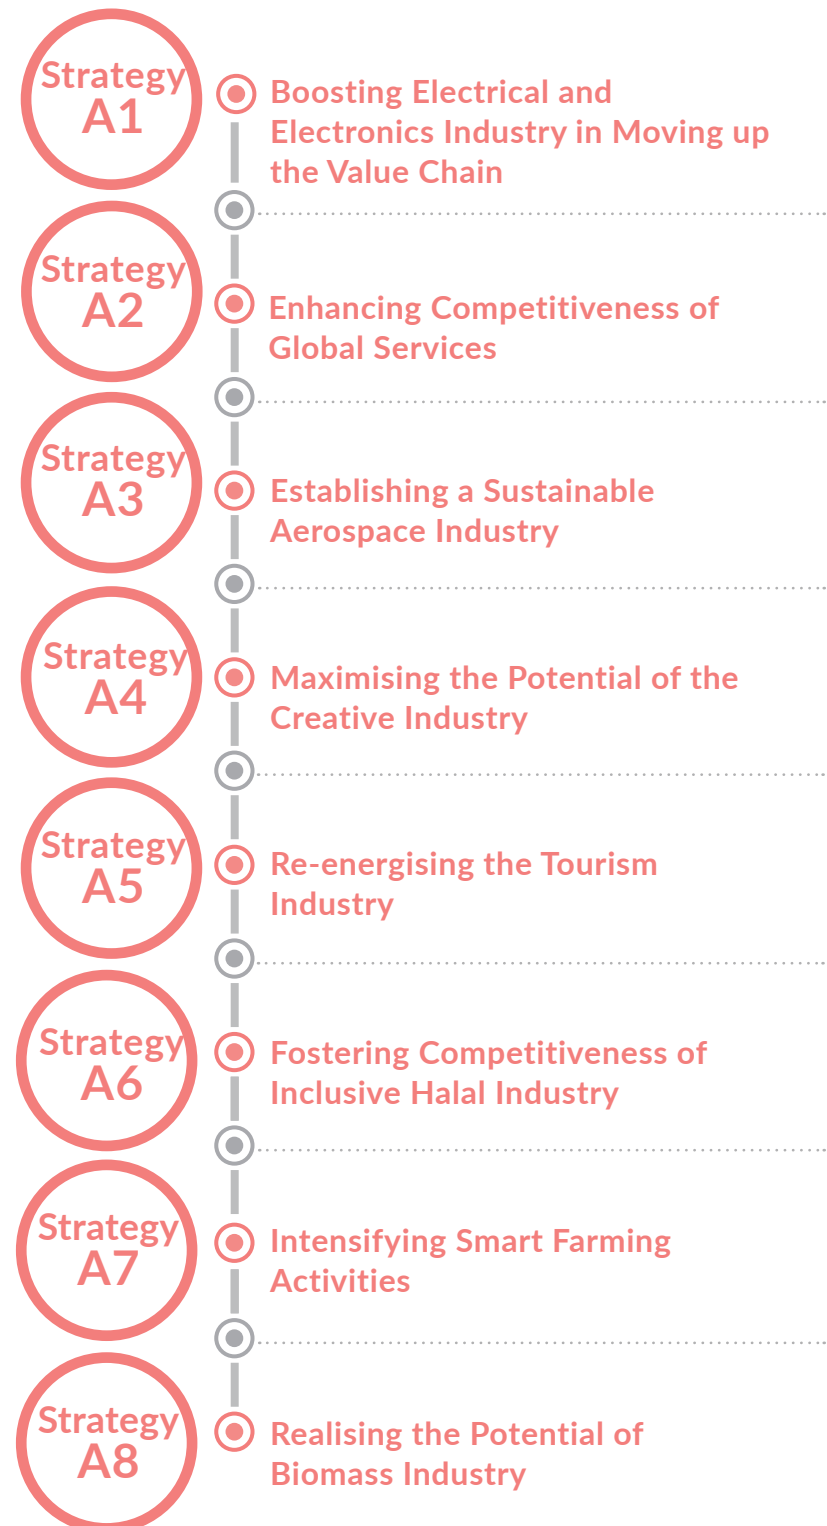 Strategy
A1
Boosting Electrical and
Electronics Industry in Moving up
the Value Chain
Strategy
A2
Enhancing Competitiveness of
Global Services
Strategy
A3
Establishing a Sustainable
Aerospace Industry
Strategy
A4
Maximising the Potential of the
Creative Industry
Strategy
A5
Re-energising the Tourism
Industry
Strategy
A6
Fostering Competitiveness of
Inclusive Halal Industry
Strategy
A7
Intensifying Smart Farming
Activities
Strategy
A8
Realising the Potential of
Biomass Industry